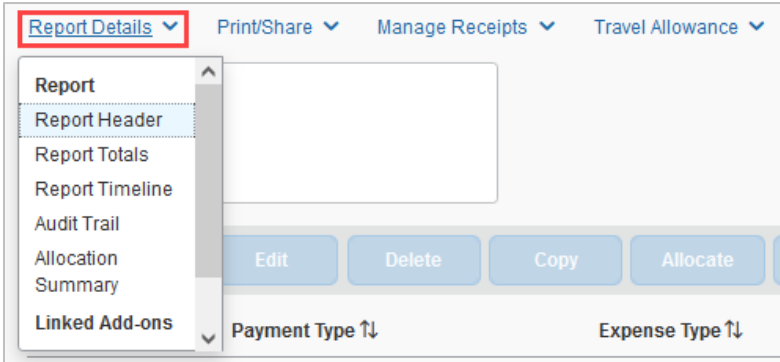 Report Details Print/Share Manage Receipts Travel Allowance
Report
Report Header
Report Totals
Report Timeline
Audit Trail
Allocation
Summary
Edit Delete Copy Allocate
Linked Add-ons
Payment Type Expense Type